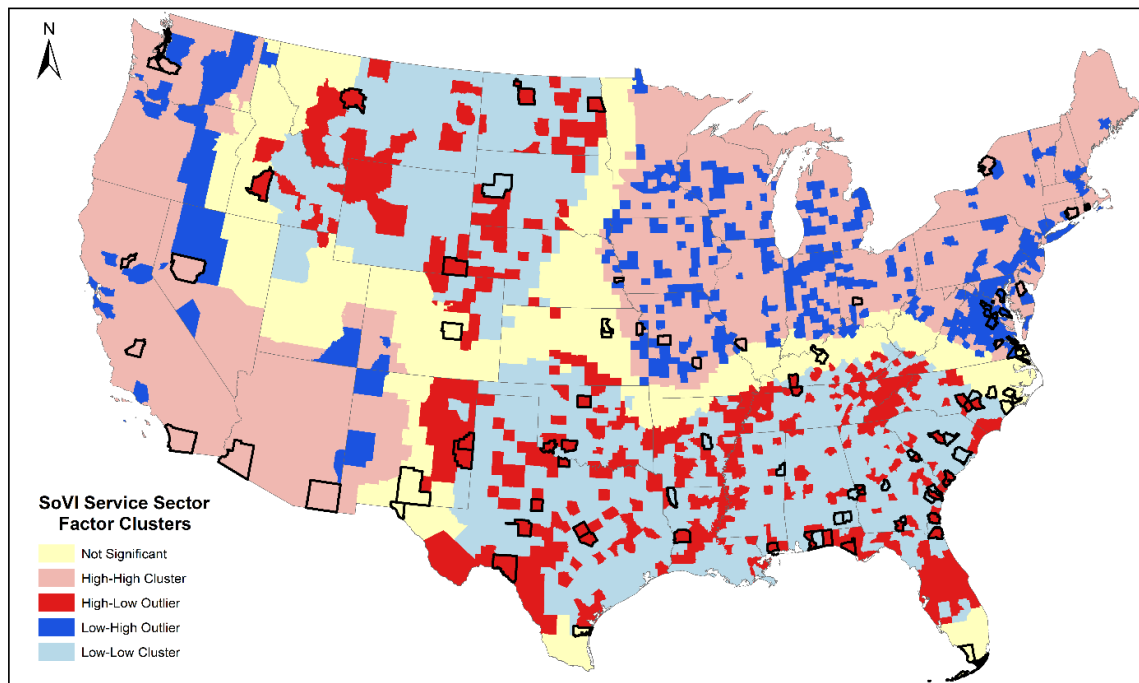 N
SoVI Service Sector
Factor Clusters
Not Significant
High-High Cluster
High-Low Outlier
Low-High Outlier
Low-Low Cluster